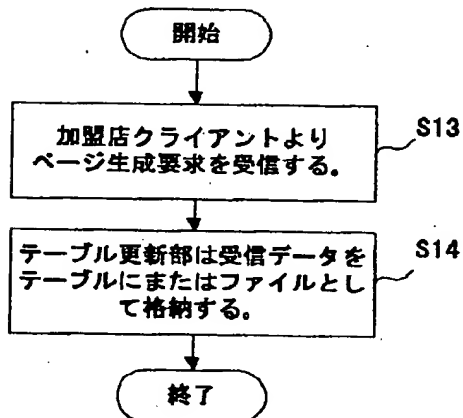 開始
加盟店クライアントより
ページ生成要求を受信する。
S13
テーブル更新部は受信データを
テーブルにまたはファイルとし
て格納する。
S14
終了